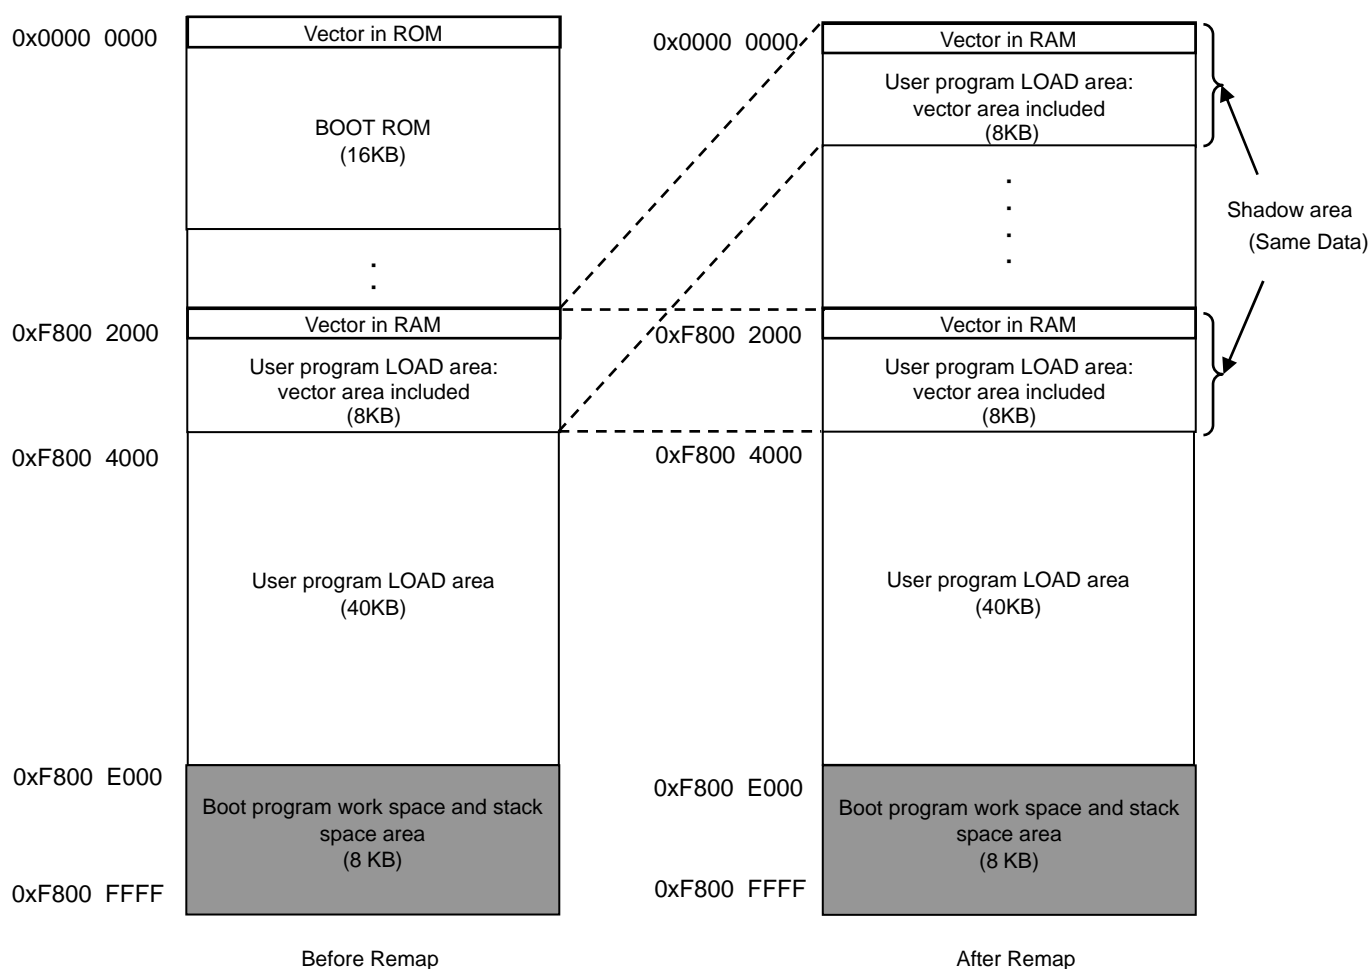 0x0000 0000
Vector in ROM
BOOT ROM
(16KB)
.
.
0xF800 2000
Vector in RAM
User program LOAD area:
vector area included
(8KB)
0xF800 4000
User program LOAD area
(40KB)
0xF800 E000
Boot program work space and stack
space area
(8 KB)
0xF800 FFFF
Before Remap
0x0000 0000
Vector in RAM
User program LOAD area:
vector area included
(8KB)
.
.
.
.
0xF800 2000
Vector in RAM
User program LOAD area:
vector area included
(8KB)
0xF800 4000
User program LOAD area
(40KB)
0xF800 E000
Boot program work space and stack
space area
(8 KB)
0xF800 FFFF
After Remap
Shadow area
(Same Data)